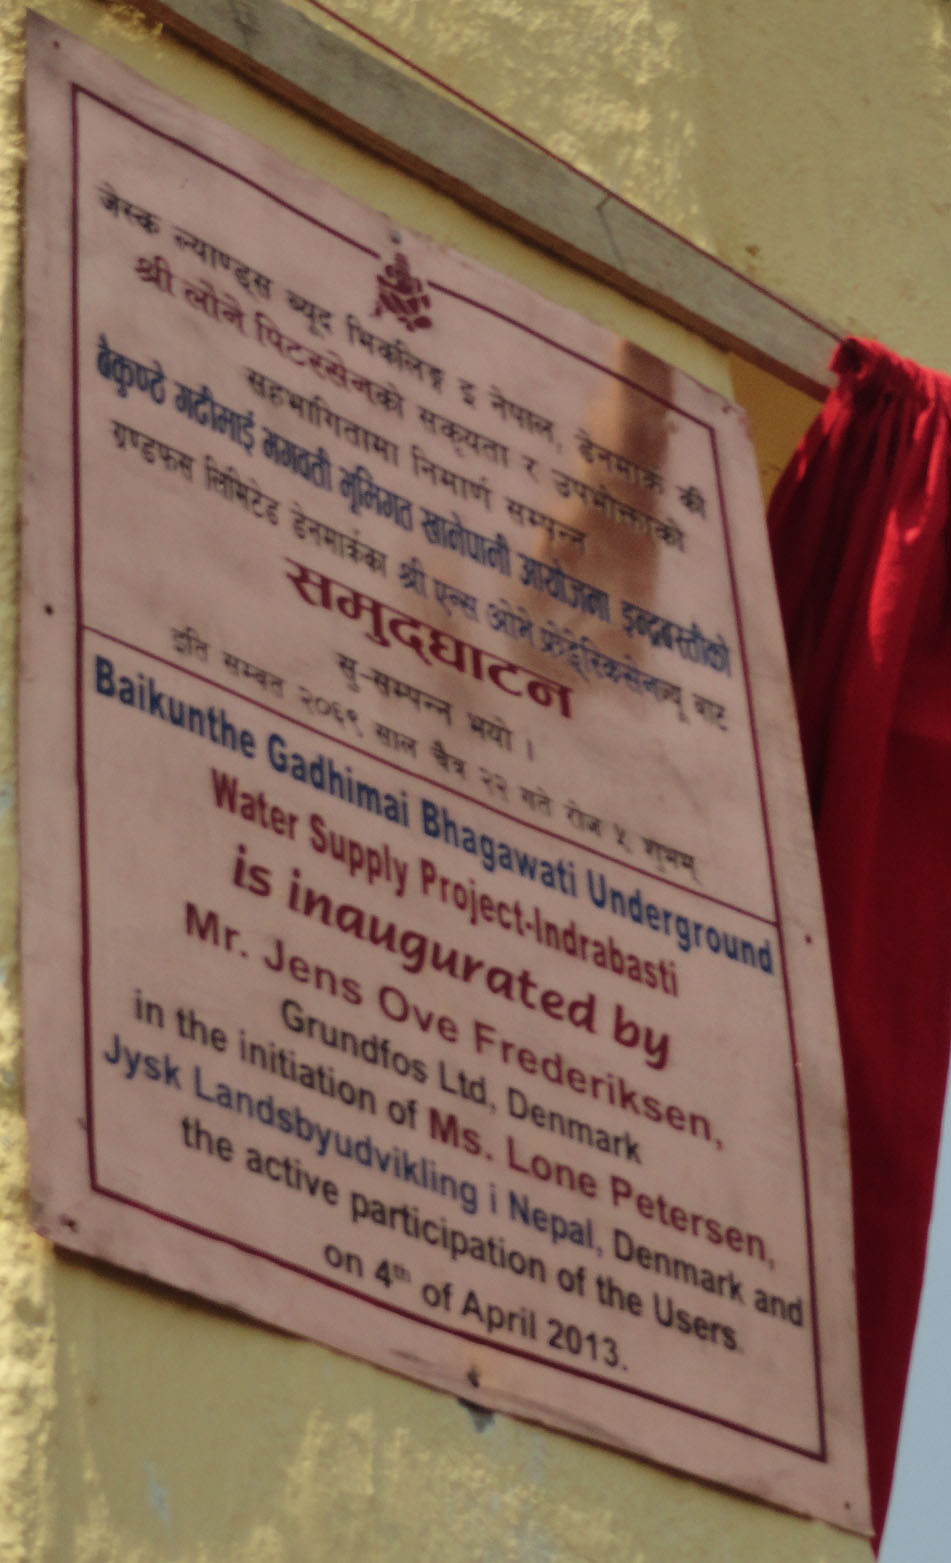 जेस्क ल्याण्ड्स ब्यूद भिकलिङ्ग इ नेपाल, डेनमार्क की
श्री लोने पिटरसेनको सकृयता र उपभोक्ताको
सहभागितामा निमार्ण सम्पन्न
बैकुण्ठे गढीमाई भगवती भूमिगत खानेपानी आयोजना इन्द्रबस्तीको
ग्रण्डफस लिमिटेड डेनमार्कका श्री एन्स ओभे फ्रेडेरिकसेनज्यू बाट
समुद्घाटन
सु-सम्पन्न भयो ।
इति सम्वत २०६९ साल चैत्र २२ गते रोज ५ शुभम्
Baikunthe Gadhimai Bhagawati Underground
Water Supply Project-Indrabasti
is inaugurated by
Mr. Jens Ove Frederiksen,
Grundfos Ltd, Denmark
in the initiation of Ms. Lone Petersen,
Jysk Landsbyudvikling i Nepal, Denmark and
the active participation of the Users.
on 4th of April 2013.